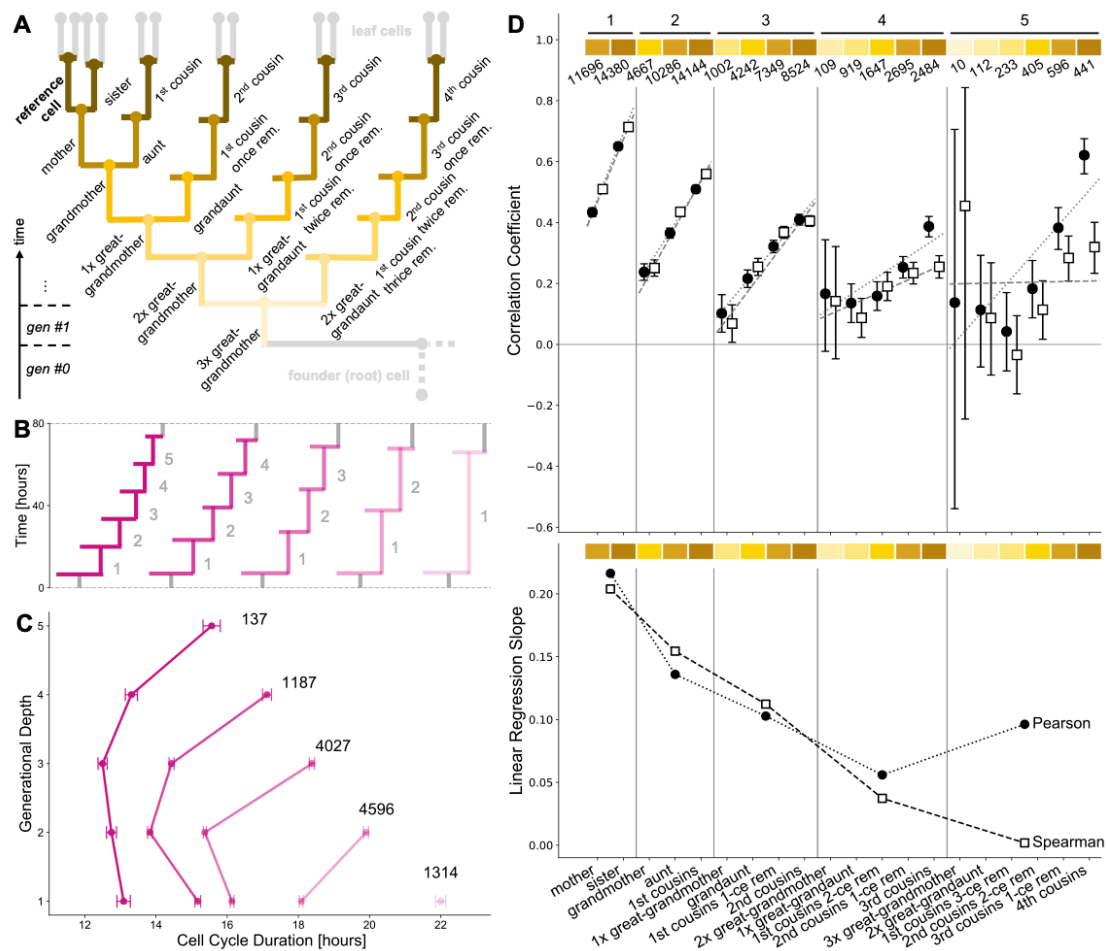 A
leaf cells
reference cell
sister
1st cousin
2nd cousin
3rd cousin
4th cousin
mother
aunt
1st cousin once rem.
2nd cousin once rem.
3rd cousin once rem.
grandmother
grandaunt
1st cousin twice rem.
2nd cousin twice rem.
1x great-grandmother
1x great-grandaunt
1st cousin thrice rem.
2x great-grandmother
2x great-grandaunt
3x great-grandmother
founder (root) cell
time
...
gen #1
gen #0
B
Time [hours]
80
40
0
5
4
3
2
1
4
3
2
1
3
2
1
2
1
1
C
Generational Depth
5
4
3
2
1
137
1187
4027
4596
1314
12
14
16
18
20
22
Cell Cycle Duration [hours]
D
1
2
3
4
5
11696
14380
4667
10286
14144
1002
4242
7349
8524
109
919
1647
2695
2484
10
112
233
405
596
441
Correlation Coefficient
1.0
0.8
0.6
0.4
0.2
0.0
−0.2
−0.4
−0.6
Linear Regression Slope
0.20
0.15
0.10
0.05
0.00
Pearson
Spearman
mother
sister
grandmother
aunt
1st cousins
1x great-grandmother
grandaunt
1st cousins 1-ce rem
2nd cousins
2x great-grandmother
1x great-grandaunt
1st cousins 2-ce rem
2nd cousins 1-ce rem
3rd cousins
3x great-grandmother
2x great-grandaunt
1st cousins 3-ce rem
2nd cousins 2-ce rem
3rd cousins 1-ce rem
4th cousins